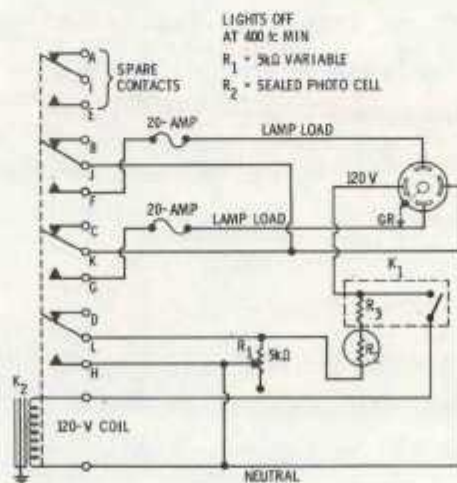 LIGHTS OFF
AT 400 fc MIN
R1 = 5kΩ VARIABLE
R2 = SEALED PHOTO CELL
A
I
E
SPARE
CONTACTS
20-AMP
LAMP LOAD
B
J
F
120 V
20-AMP
LAMP LOAD
GR
C
K
G
K1
R3
D
L
R1
5kΩ
R2
H
K2
120-V COIL
NEUTRAL